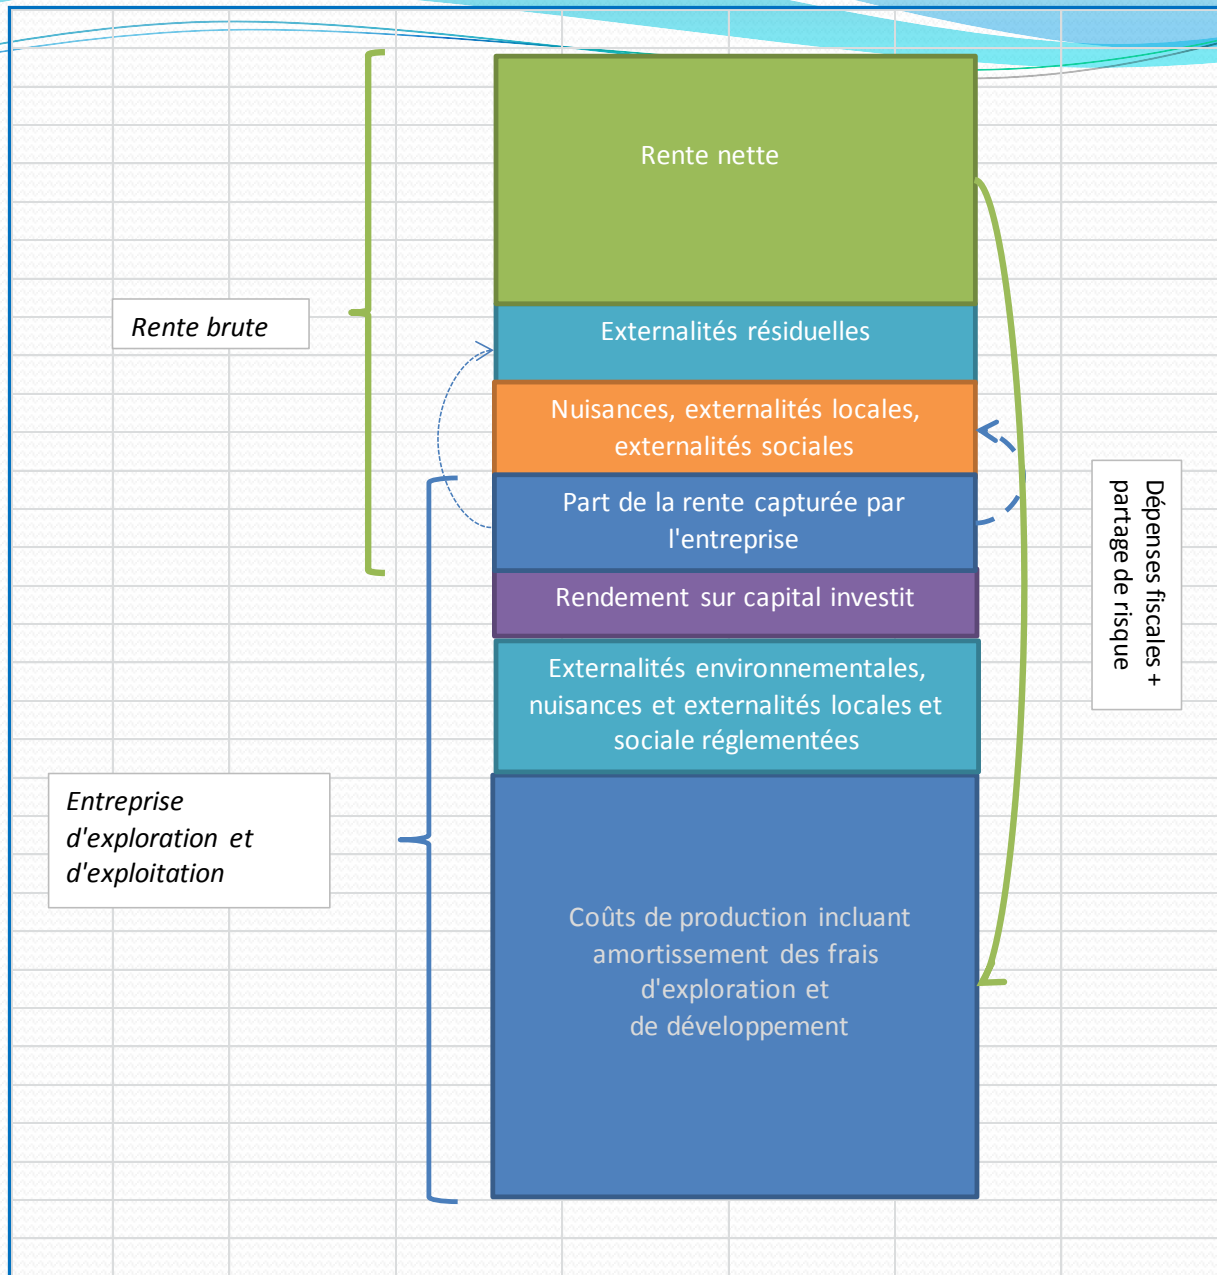 Rente nette
Rente brute
Externalités résiduelles
Nuisances, externalités locales,
externalités sociales
Part de la rente capturée par
l'entreprise
Dépenses fiscales +
partage de risque
Rendement sur capital investit
Externalités environnementales,
nuisances et externalités locales et
sociale réglementées
Entreprise
d'exploration et
d'exploitation
Coûts de production incluant
amortissement des frais
d'exploration et
de développement